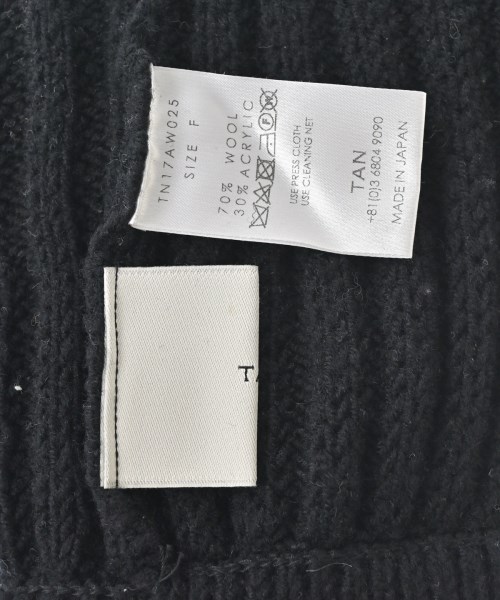 TN17AW025
SIZE F
70% WOOL
30% ACRYLIC
F W
USE PRESS CLOTH
USE CLEANING NET
TAN
+81(0)3 6804 9090
MADE IN JAPAN
TA